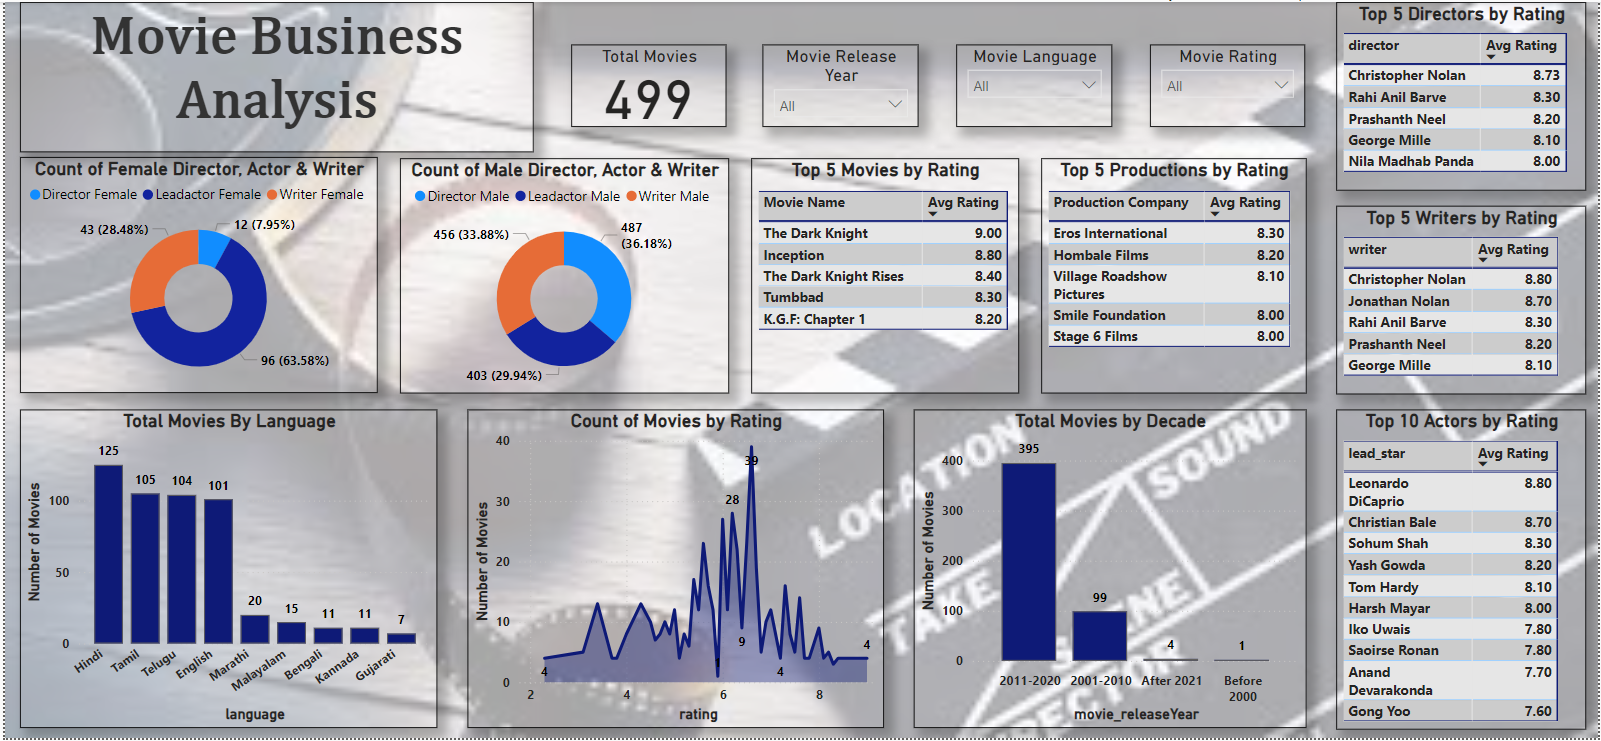 Movie Business
Analysis
Total Movies
499
Movie Release
Year
All
Movie Language
All
Movie Rating
All
Top 5 Directors by Rating
director Avg Rating
Christopher Nolan 8.73
Rahi Anil Barve 8.30
Prashanth Neel 8.20
George Mille 8.10
Nila Madhab Panda 8.00
Count of Female Director, Actor & Writer
Director Female Leadactor Female Writer Female
43 (28.48%)
12 (7.95%)
96 (63.58%)
Count of Male Director, Actor & Writer
Director Male Leadactor Male Writer Male
456 (33.88%)
487
(36.18%)
403 (29.94%)
Top 5 Movies by Rating
Movie Name Avg Rating
The Dark Knight 9.00
Inception 8.80
The Dark Knight Rises 8.40
Tumbbad 8.30
K.G.F: Chapter 1 8.20
Top 5 Productions by Rating
Production Company Avg Rating
Eros International 8.30
Hombale Films 8.20
Village Roadshow 8.10
Pictures
Smile Foundation 8.00
Stage 6 Films 8.00
Top 5 Writers by Rating
writer Avg Rating
Christopher Nolan 8.80
Jonathan Nolan 8.70
Rahi Anil Barve 8.30
Prashanth Neel 8.20
George Mille 8.10
Total Movies By Language
Number of Movies
100
50
0
125
105
104
101
20
15
11
11
7
Hindi
Tamil
Telugu
English
Marathi
Malayalam
Bengali
Kannada
Gujarati
language
Count of Movies by Rating
Number of Movies
40
30
20
10
0
4
1
28
9
39
4
4
2 4 6 8
rating
Total Movies by Decade
Number of Movies
400
300
200
100
0
395
99
4
1
2011-2020 2001-2010 After 2021 Before
2000
movie_releaseYear
Top 10 Actors by Rating
lead_star Avg Rating
Leonardo 8.80
DiCaprio
Christian Bale 8.70
Sohum Shah 8.30
Yash Gowda 8.20
Tom Hardy 8.10
Harsh Mayar 8.00
Iko Uwais 7.80
Saoirse Ronan 7.80
Anand 7.70
Devarakonda
Gong Yoo 7.60
LOCATION
SOUND
TAKE